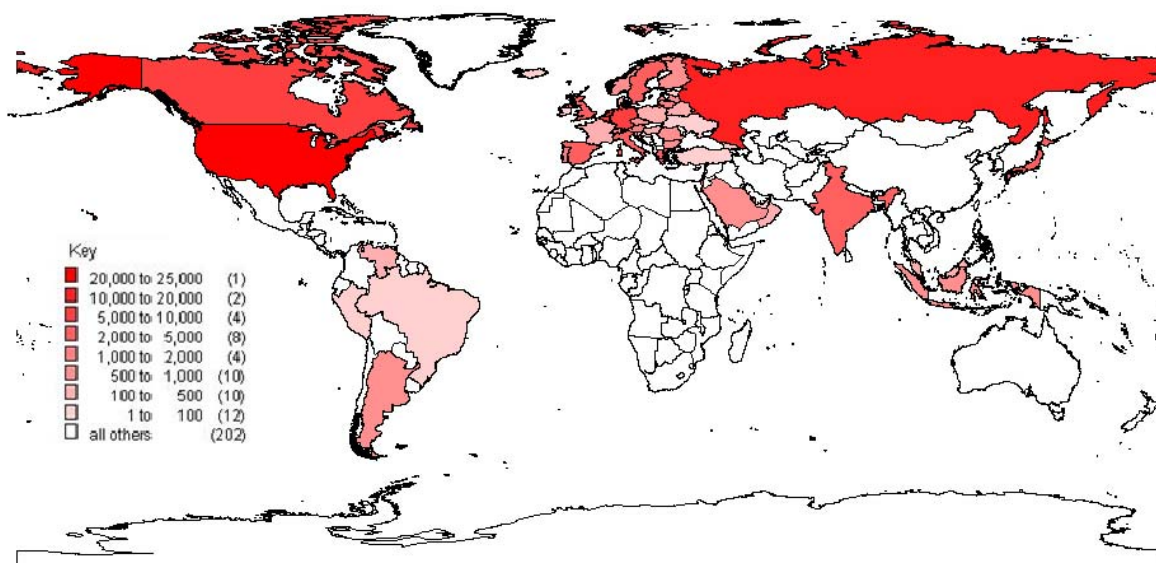 Key
20,000 to 25,000 (1)
10,000 to 20,000 (2)
5,000 to 10,000 (4)
2,000 to 5,000 (8)
1,000 to 2,000 (4)
500 to 1,000 (10)
100 to 500 (10)
1 to 100 (12)
all others (202)